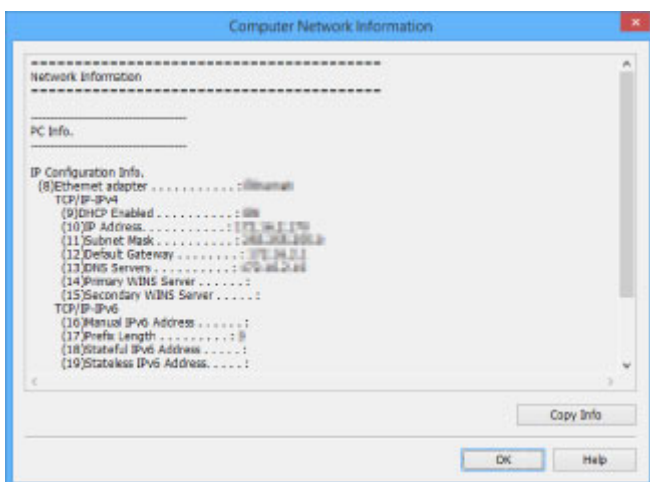 Computer Network Information
========================================
Network Information
========================================
--------------------------
PC Info.
--------------------------
IP Configuration Info.
(8)Ethernet adapter . . . . . . . . . . . :
TCP/IP-IPv4
(9)DHCP Enabled . . . . . . . . . . :
(10)IP Address. . . . . . . . . . . :
(11)Subnet Mask . . . . . . . . . . :
(12)Default Gateway . . . . . . . . :
(13)DNS Servers . . . . . . . . . . :
(14)Primary WINS Server . . . . . . :
(15)Secondary WINS Server . . . . . :
TCP/IP-IPv6
(16)Manual IPv6 Address . . . . . . :
(17)Prefix Length . . . . . . . . . :
(18)Stateful IPv6 Address . . . . . :
(19)Stateless IPv6 Address. . . . . :
Copy Info
OK
Help